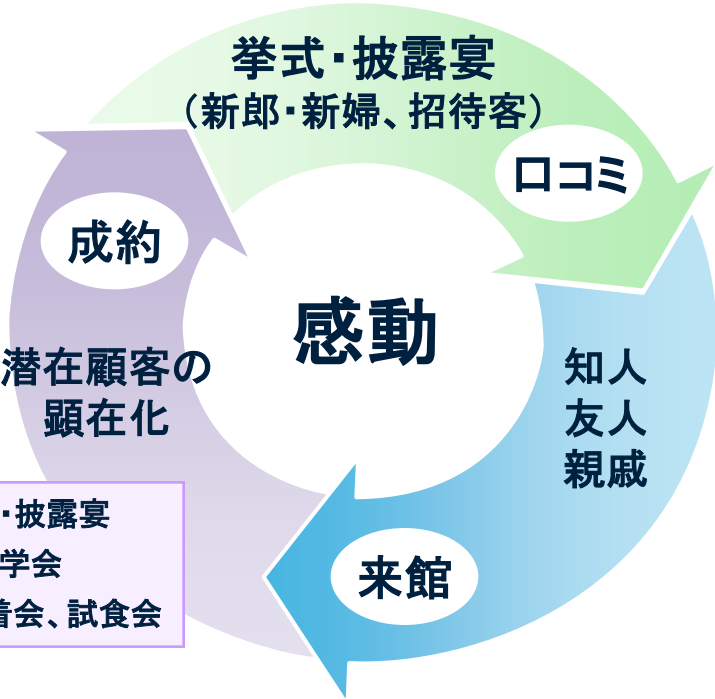 挙式・披露宴
（新郎・新婦、招待客）
口コミ
成約
感動
潜在顧客の
顕在化
知人
友人
親戚
来館
・披露宴
学会
着会、試食会